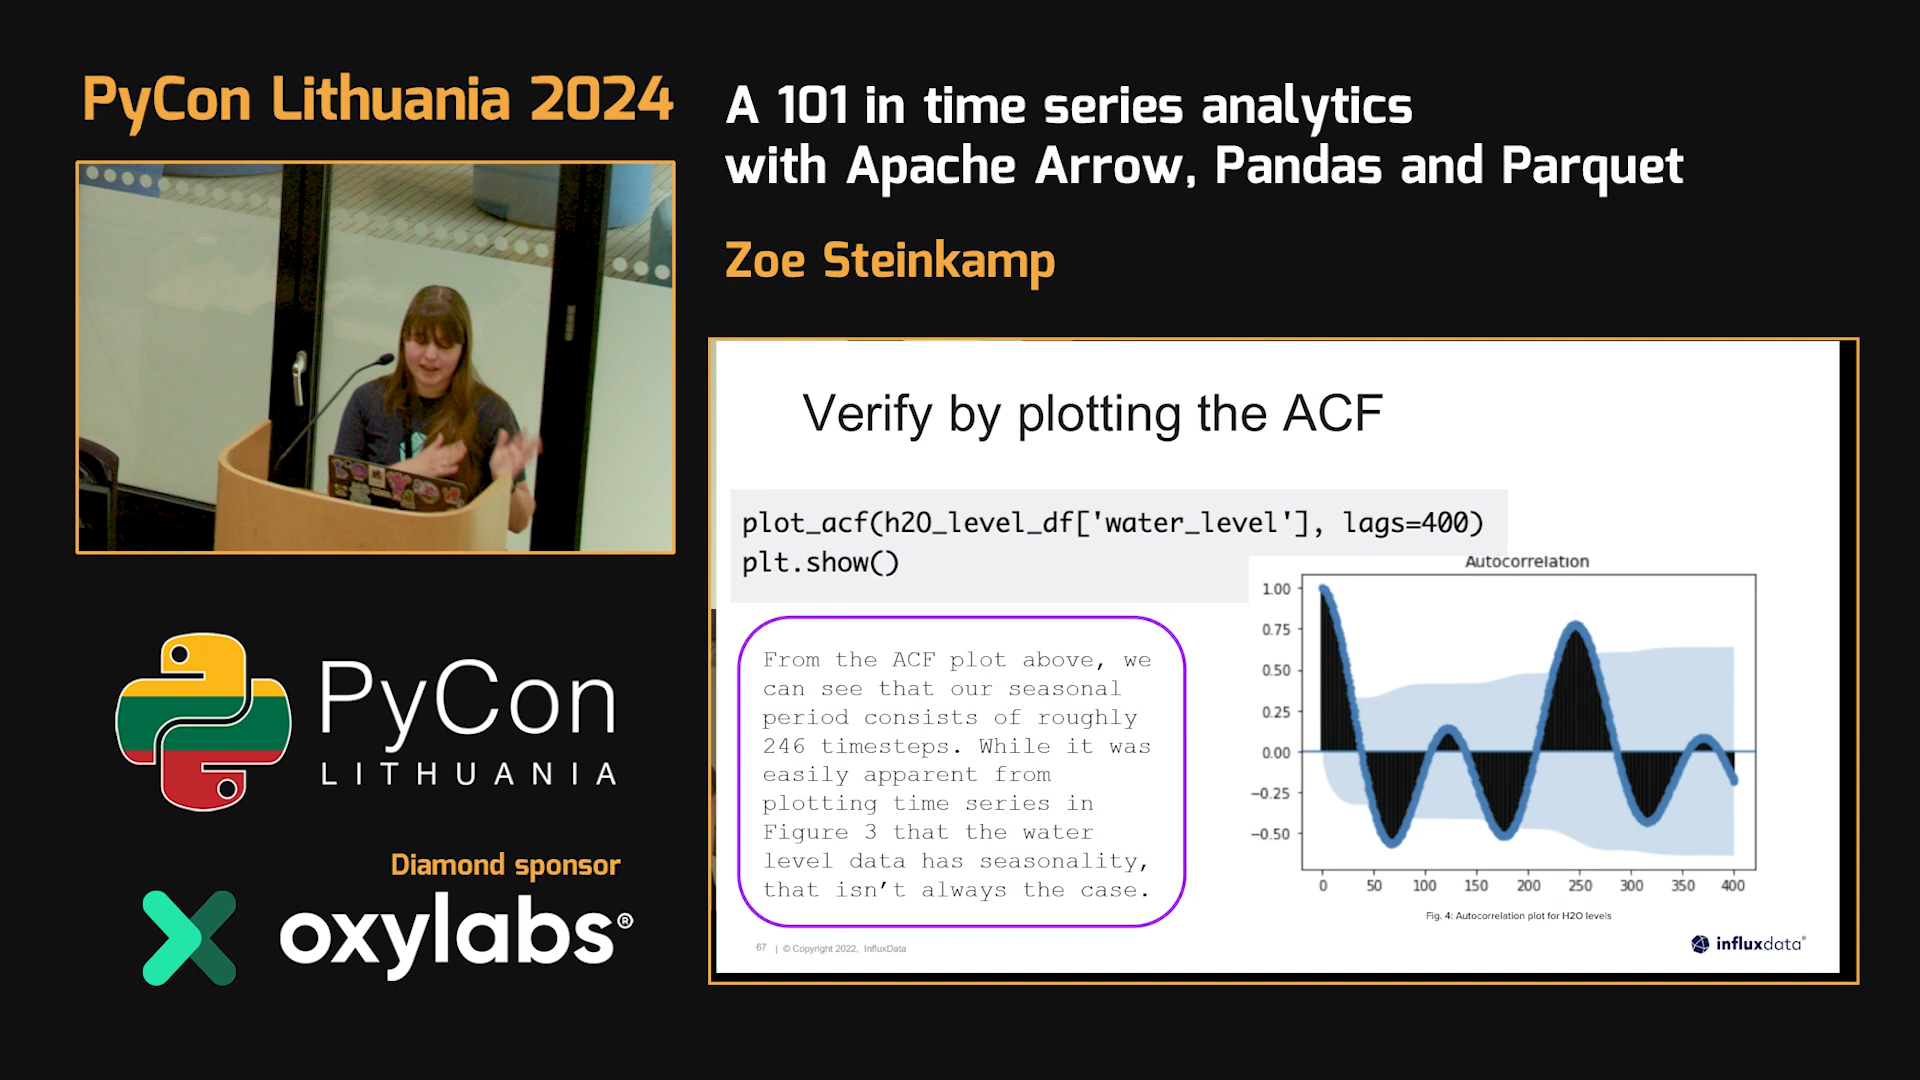 PyCon Lithuania 2024
A 101 in time series analytics
with Apache Arrow, Pandas and Parquet
Zoe Steinkamp
Verify by plotting the ACF
plot_acf(h2O_level_df['water_level'], lags=400)
plt.show()
Autocorrelation
1.00
0.75
0.50
0.25
0.00
−0.25
−0.50
0 50 100 150 200 250 300 350 400
Fig. 4: Autocorrelation plot for H2O levels
From the ACF plot above, we
can see that our seasonal
period consists of roughly
246 timesteps. While it was
easily apparent from
plotting time series in
Figure 3 that the water
level data has seasonality,
that isn’t always the case.
67 | © Copyright 2022, InfluxData
influxdata®
PyCon
LITHUANIA
Diamond sponsor
oxylabs®